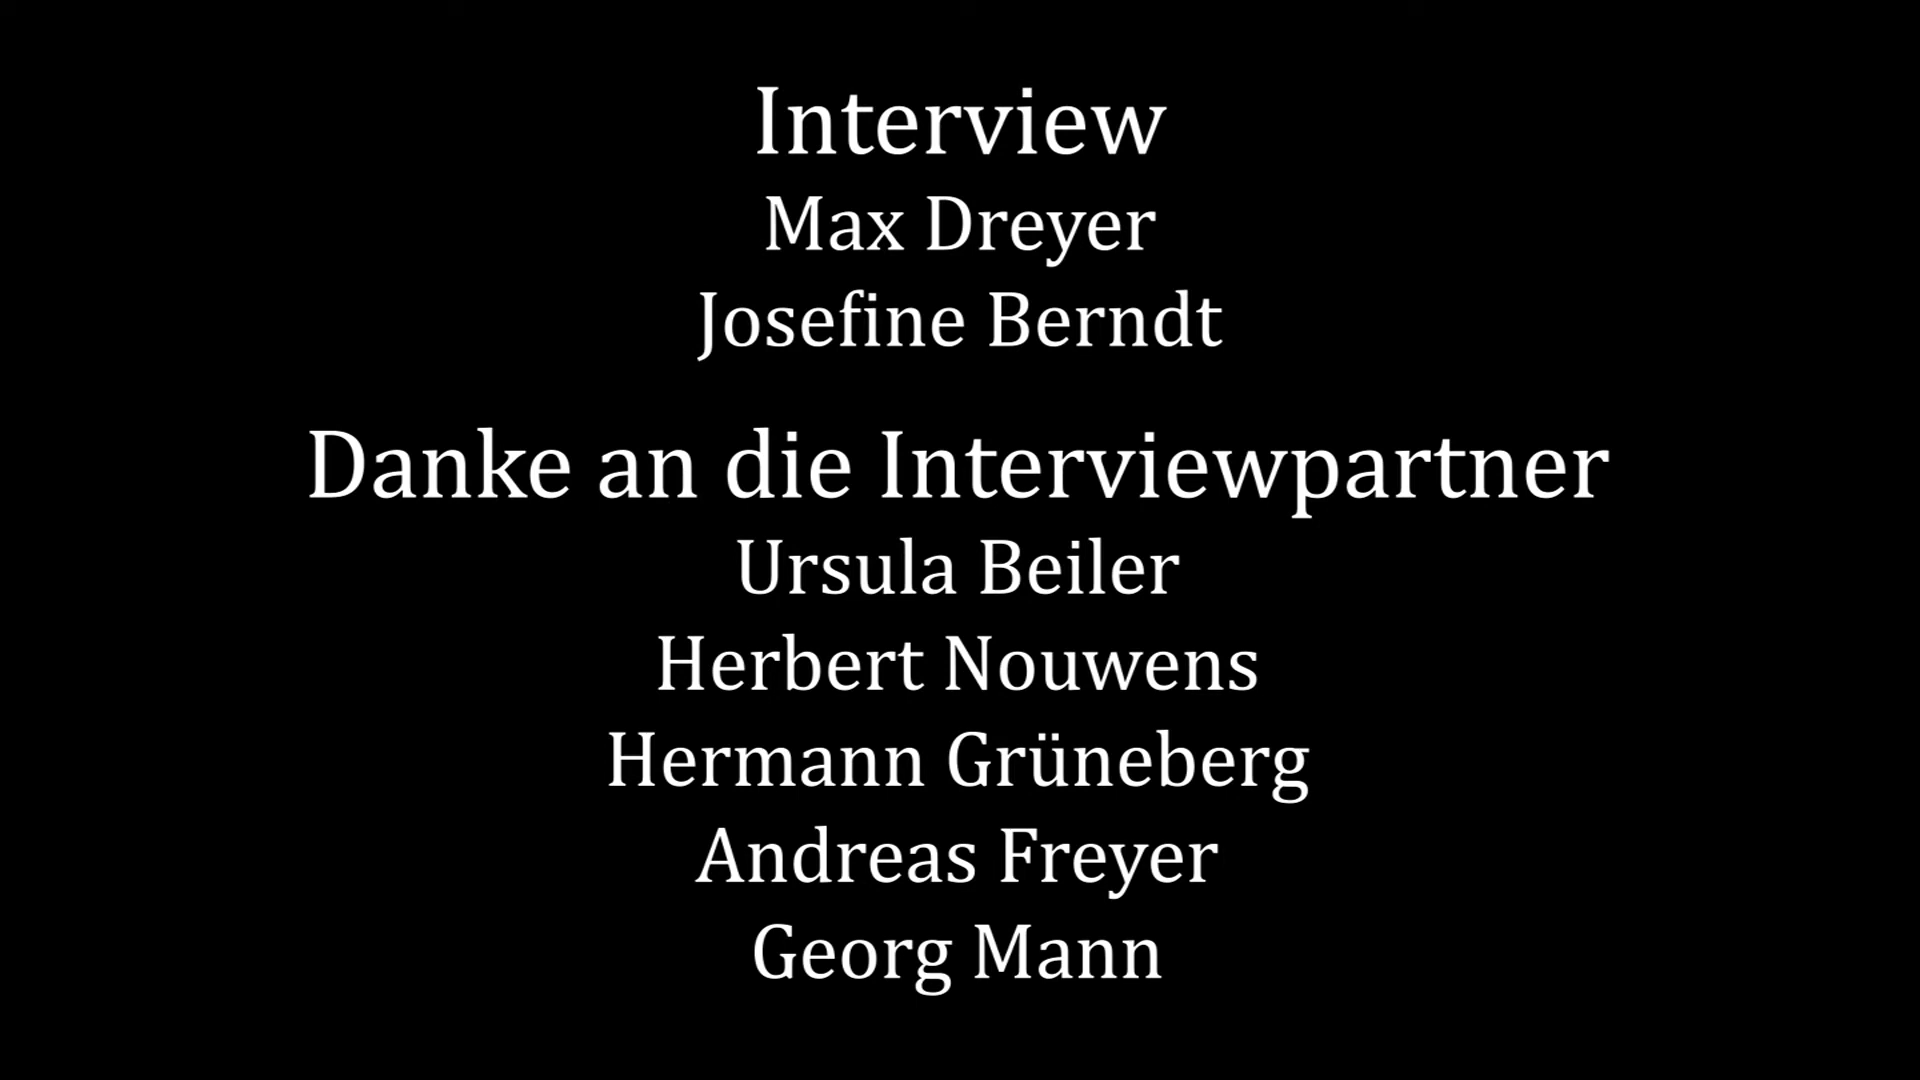 Interview
Max Dreyer
Josefine Berndt
Danke an die Interviewpartner
Ursula Beiler
Herbert Nouwens
Hermann Grüneberg
Andreas Freyer
Georg Mann